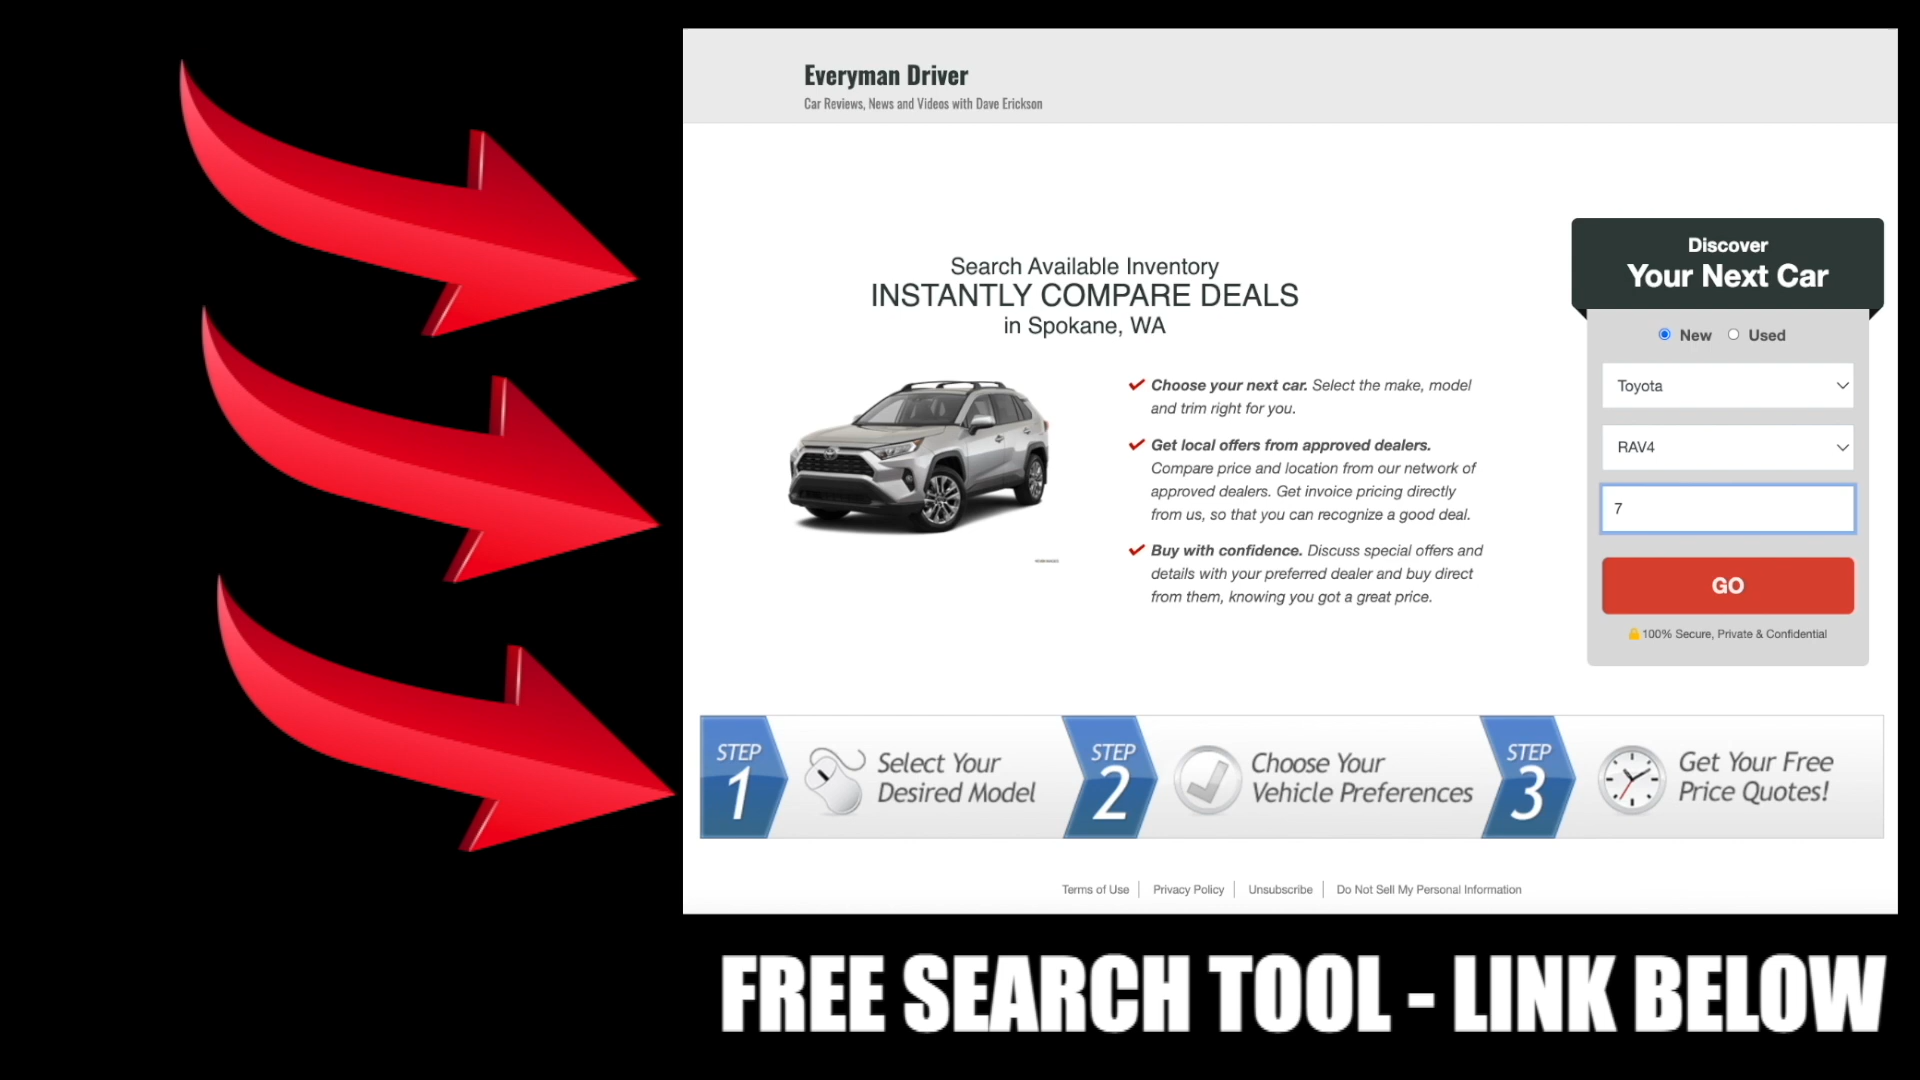 Everyman Driver
Car Reviews, News and Videos with Dave Erickson
Search Available Inventory
INSTANTLY COMPARE DEALS
in Spokane, WA
Choose your next car. Select the make, model
and trim right for you.
Get local offers from approved dealers.
Compare price and location from our network of
approved dealers. Get invoice pricing directly
from us, so that you can recognize a good deal.
Buy with confidence. Discuss special offers and
details with your preferred dealer and buy direct
from them, knowing you got a great price.
Discover
Your Next Car
New Used
Toyota
RAV4
7
GO
100% Secure, Private & Confidential
STEP
1
Select Your
Desired Model
STEP
2
Choose Your
Vehicle Preferences
STEP
3
Get Your Free
Price Quotes!
Terms of Use
Privacy Policy
Unsubscribe
Do Not Sell My Personal Information
FREE SEARCH TOOL - LINK BELOW